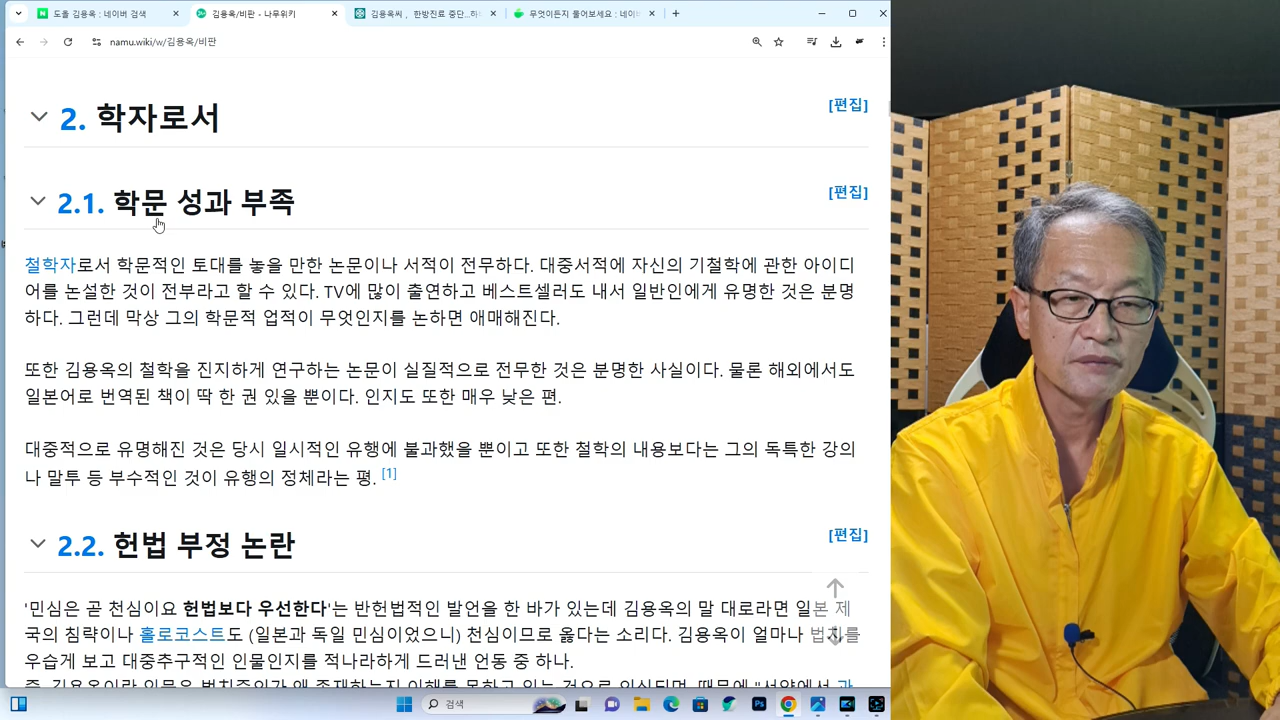 도올 김용옥 : 네이버 검색
김용옥/비판 - 나무위키
김용옥씨 , 한방진료 중단...하
무엇이든지 물어보세요 : 네이
namu.wiki/w/김용옥/비판
2. 학자로서
[편집]
2.1. 학문 성과 부족
[편집]
철학자로서 학문적인 토대를 놓을 만한 논문이나 서적이 전무하다. 대중서적에 자신의 기철학에 관한 아이디
어를 논설한 것이 전부라고 할 수 있다. TV에 많이 출연하고 베스트셀러도 내서 일반인에게 유명한 것은 분명
하다. 그런데 막상 그의 학문적 업적이 무엇인지를 논하면 애매해진다.
또한 김용옥의 철학을 진지하게 연구하는 논문이 실질적으로 전무한 것은 분명한 사실이다. 물론 해외에서도
일본어로 번역된 책이 딱 한 권 있을 뿐이다. 인지도 또한 매우 낮은 편.
대중적으로 유명해진 것은 당시 일시적인 유행에 불과했을 뿐이고 또한 철학의 내용보다는 그의 독특한 강의
나 말투 등 부수적인 것이 유행의 정체라는 평. [1]
2.2. 헌법 부정 논란
[편집]
'민심은 곧 천심이요 헌법보다 우선한다'는 반헌법적인 발언을 한 바가 있는데 김용옥의 말 대로라면 일본 제
국의 침략이나 홀로코스트도 (일본과 독일 민심이었으니) 천심이므로 옳다는 소리다. 김용옥이 얼마나 법치를
우습게 보고 대중추구적인 인물인지를 적나라하게 드러낸 언동 중 하나.
검색